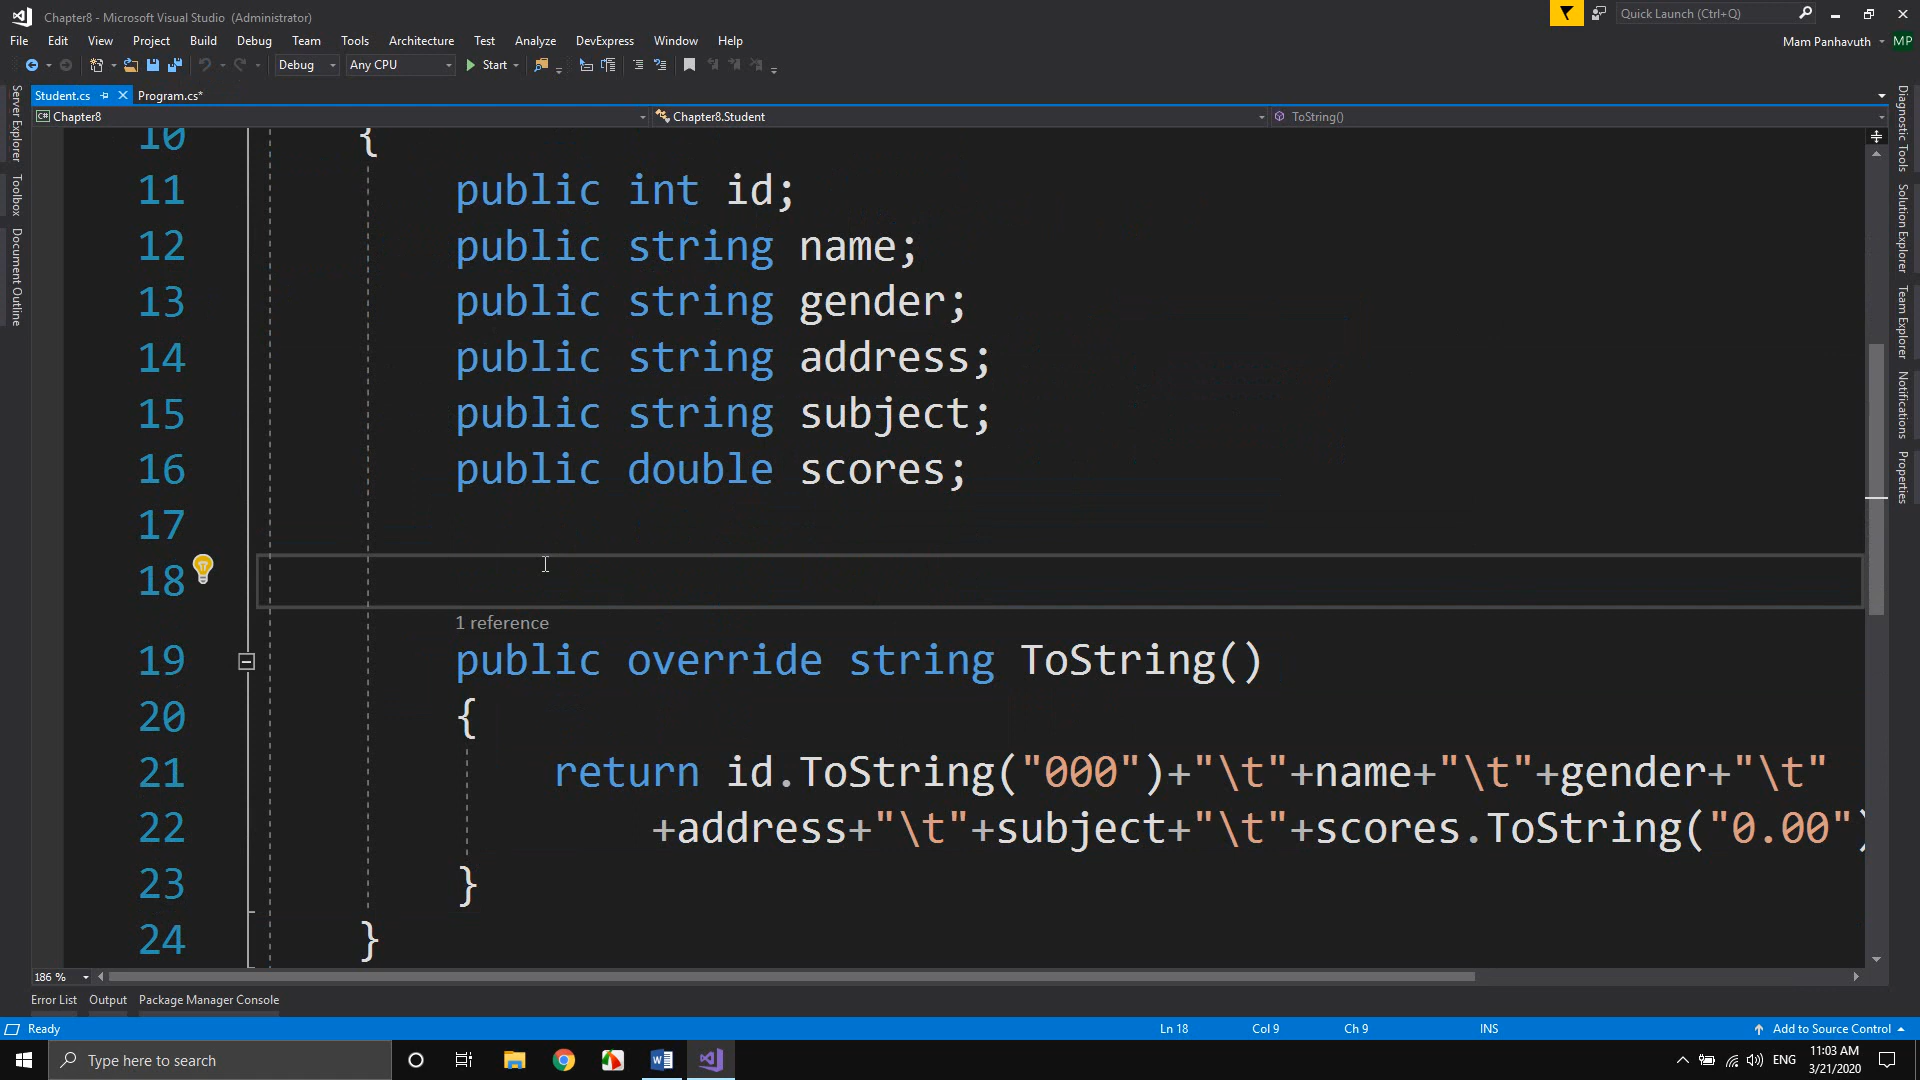 Chapter8 - Microsoft Visual Studio (Administrator)
Quick Launch (Ctrl+Q)
File Edit View Project Build Debug Team Tools Architecture Test Analyze DevExpress Window Help
Mam Panhavuth MP
Debug Any CPU Start
Student.cs Program.cs*
Chapter8 Chapter8.Student ToString()
Server Explorer
Toolbox
Document Outline
Diagnostic Tools
Solution Explorer
Team Explorer
Notifications
Properties
10 {
11 public int id;
12 public string name;
13 public string gender;
14 public string address;
15 public string subject;
16 public double scores;
17
18
1 reference
19 public override string ToString()
20 {
21 return id.ToString("000")+"\t"+name+"\t"+gender+"\t"
22 +address+"\t"+subject+"\t"+scores.ToString("0.00")
23 }
24 }
186 %
Error List Output Package Manager Console
Ready Ln 18 Col 9 Ch 9 INS Add to Source Control
Type here to search
ENG
11:03 AM
3/21/2020